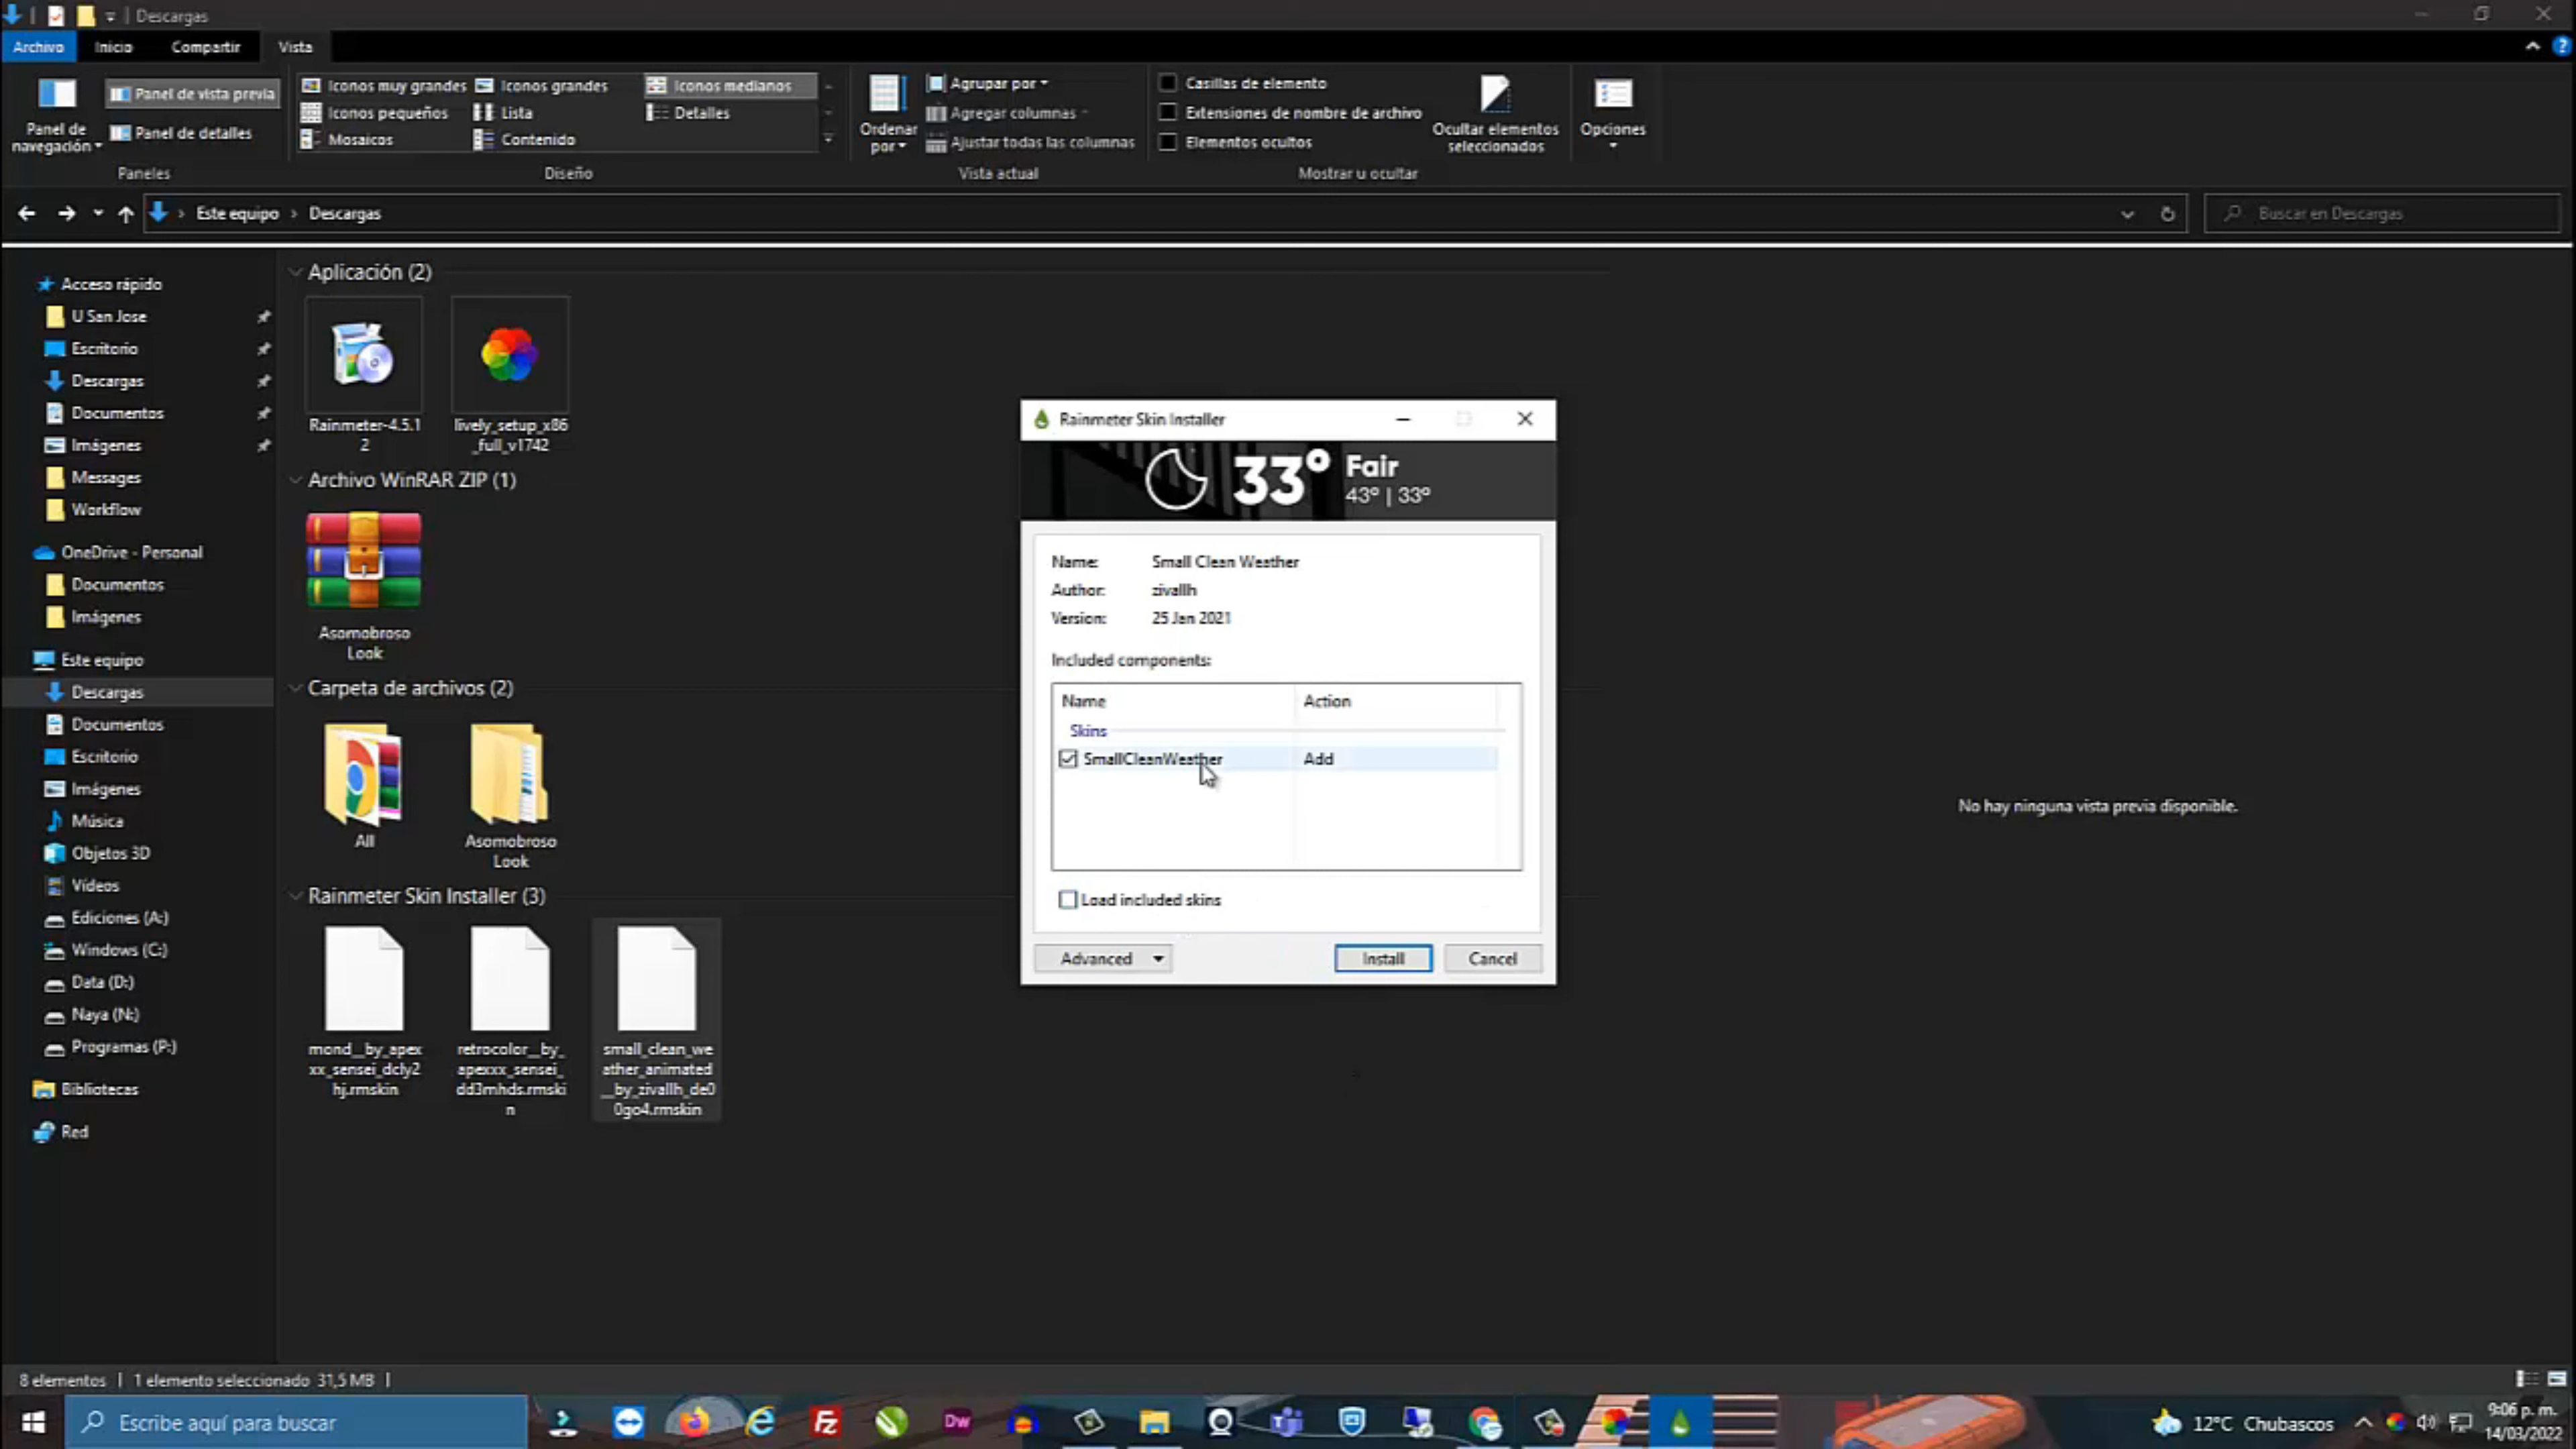 Descargas
Archivo Inicio Compartir Vista
Panel de navegación
Panel de vista previa
Panel de detalles
Paneles
Iconos muy grandes Iconos grandes Iconos medianos
Iconos pequeños Lista Detalles
Mosaicos Contenido
Diseño
Ordenar por
Agrupar por
Agregar columnas
Ajustar todas las columnas
Vista actual
Casillas de elemento
Extensiones de nombre de archivo
Elementos ocultos
Ocultar elementos seleccionados
Mostrar u ocultar
Opciones
Este equipo > Descargas
Buscar en Descargas
Acceso rápido
U San Jose
Escritorio
Descargas
Documentos
Imágenes
Messages
Workflow
OneDrive - Personal
Documentos
Imágenes
Este equipo
Descargas
Documentos
Escritorio
Imágenes
Música
Objetos 3D
Vídeos
Ediciones (A:)
Windows (C:)
Data (D:)
Naya (N:)
Programas (P:)
Bibliotecas
Red
Aplicación (2)
Rainmeter-4.5.1
2
lively_setup_x86
_full_v1742
Archivo WinRAR ZIP (1)
Asomobroso
Look
Carpeta de archivos (2)
All
Asomobroso
Look
Rainmeter Skin Installer (3)
mond__by_apex
xx_sensei_dcly2
hj.rmskin
retrocolor__by_
apexxx_sensei_
dd3mhds.rmski
n
small_clean_we
ather_animated_
_by_zivallh_de0
0go4.rmskin
Rainmeter Skin Installer
33° Fair
43° | 33°
Name: Small Clean Weather
Author: zivallh
Version: 25 Jan 2021
Included components:
Name Action
Skins
SmallCleanWeather Add
Load included skins
Advanced Install Cancel
No hay ninguna vista previa disponible.
8 elementos | 1 elemento seleccionado 31,5 MB |
Escribe aquí para buscar
Dw
12°C Chubascos
9:06 p. m.
14/03/2022